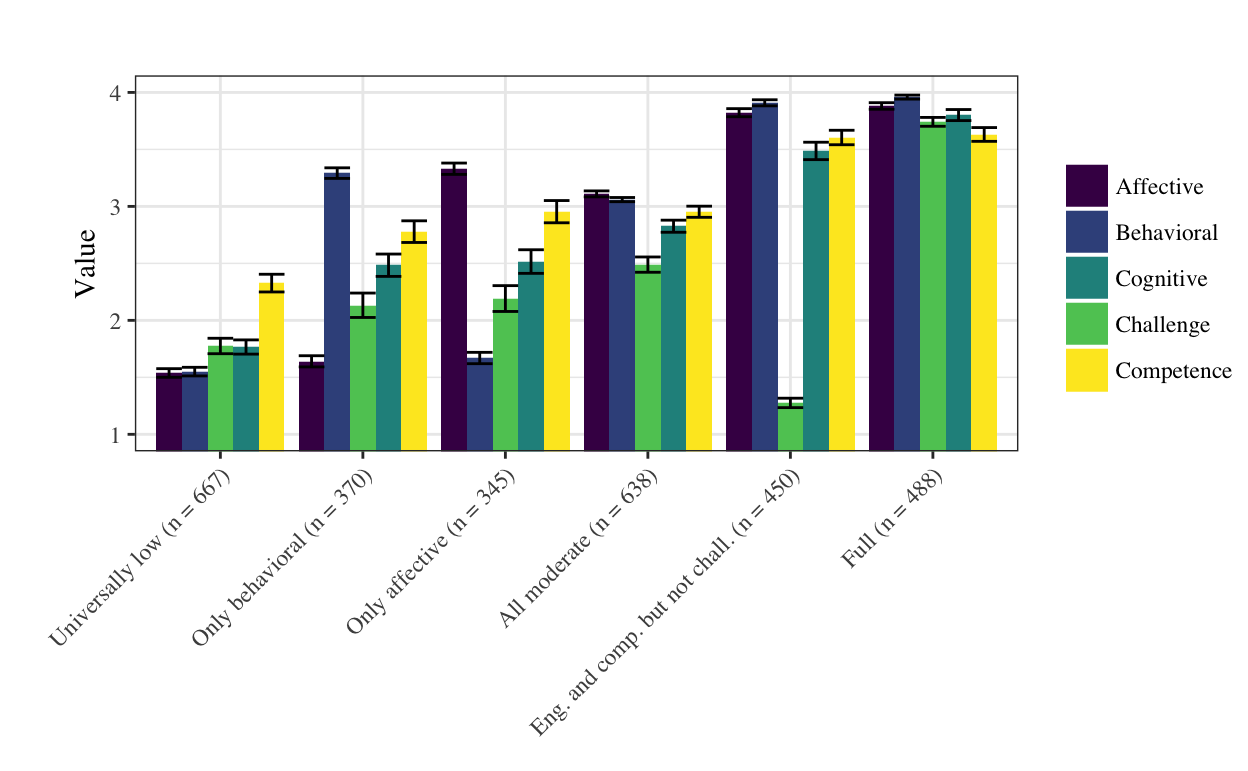 Value
4
3
2
1
Universally low (n = 667)
Only behavioral (n = 370)
Only affective (n = 345)
All moderate (n = 638)
Eng. and comp. but not chall. (n = 450)
Full (n = 488)
Affective
Behavioral
Cognitive
Challenge
Competence